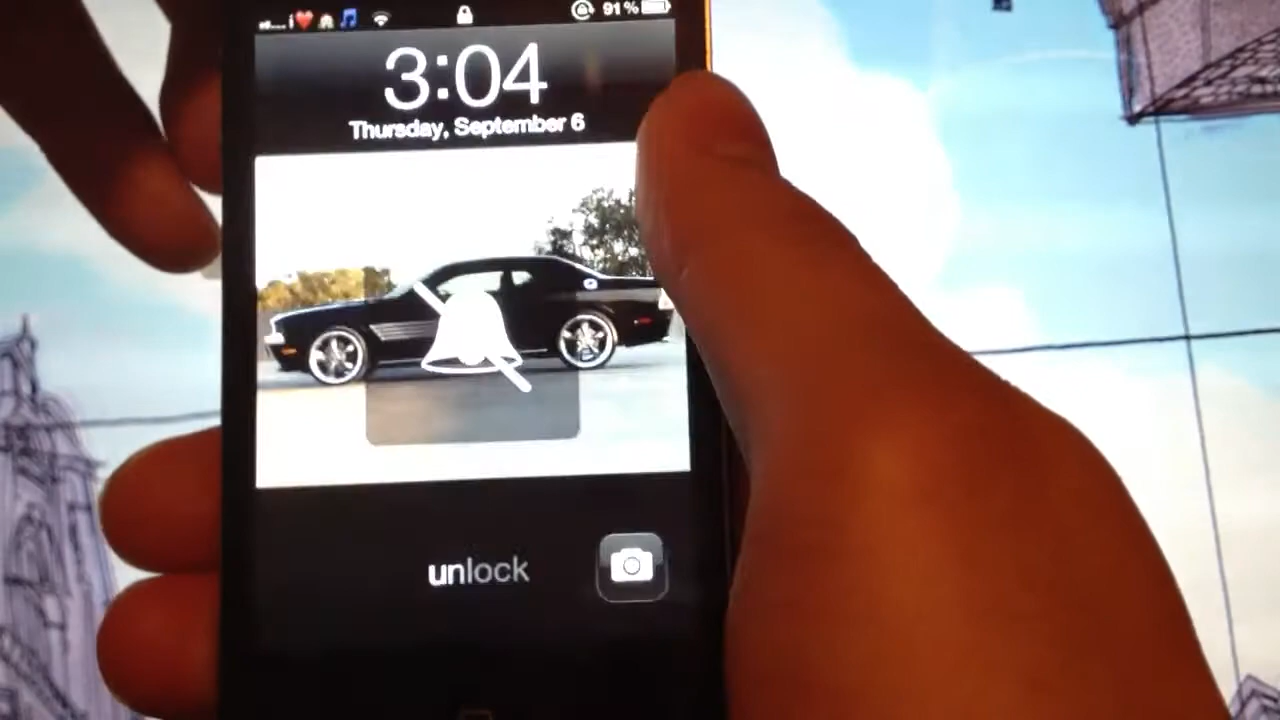 i❤ 91%
3:04
Thursday, September 6
unlock